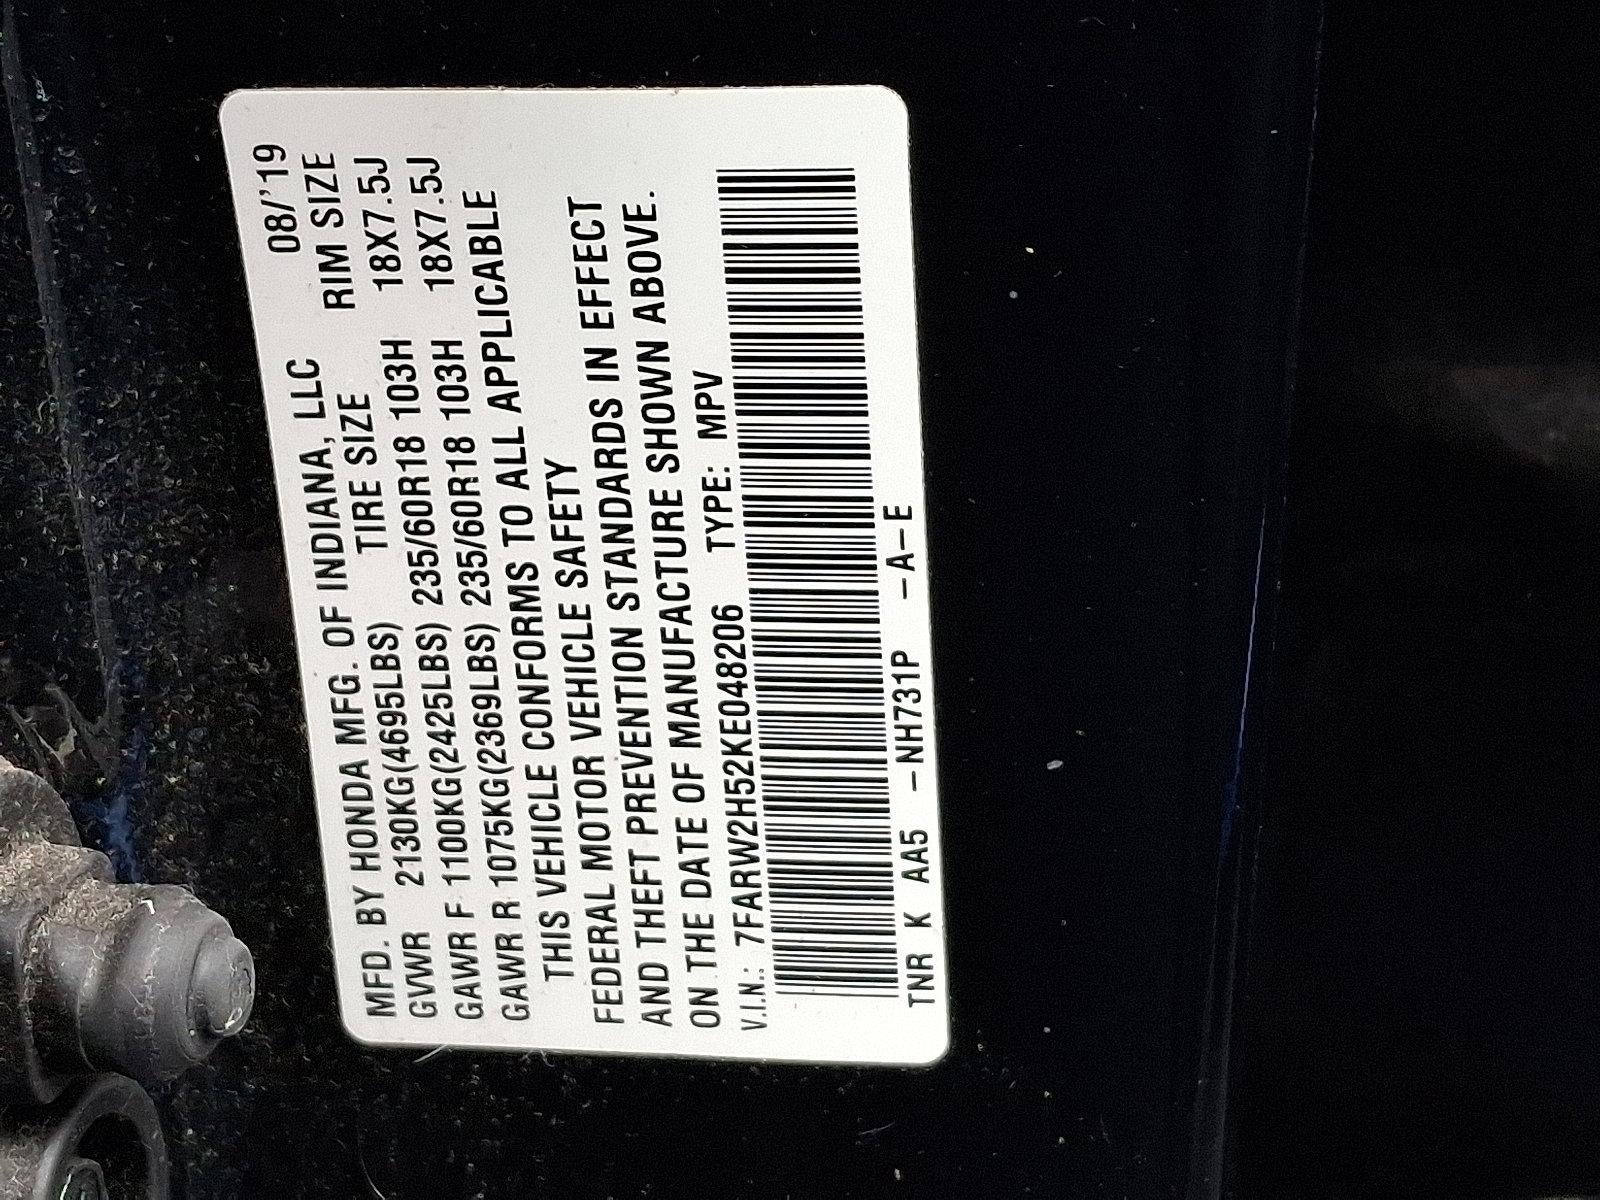 MFD. BY HONDA MFG. OF INDIANA, LLC 08/'19
TIRE SIZE RIM SIZE
GVWR 2130KG(4695LBS)
GAWR F 1100KG(2425LBS) 235/60R18 103H 18X7.5J
GAWR R 1075KG(2369LBS) 235/60R18 103H 18X7.5J
THIS VEHICLE CONFORMS TO ALL APPLICABLE
THIS VEHICLE SAFETY
FEDERAL MOTOR VEHICLE SAFETY
AND THEFT PREVENTION STANDARDS IN EFFECT
ON THE DATE OF MANUFACTURE SHOWN ABOVE.
V.I.N.: 7FARW2H52KE048206 TYPE: MPV
TNR K AA5 -NH731P -A-E